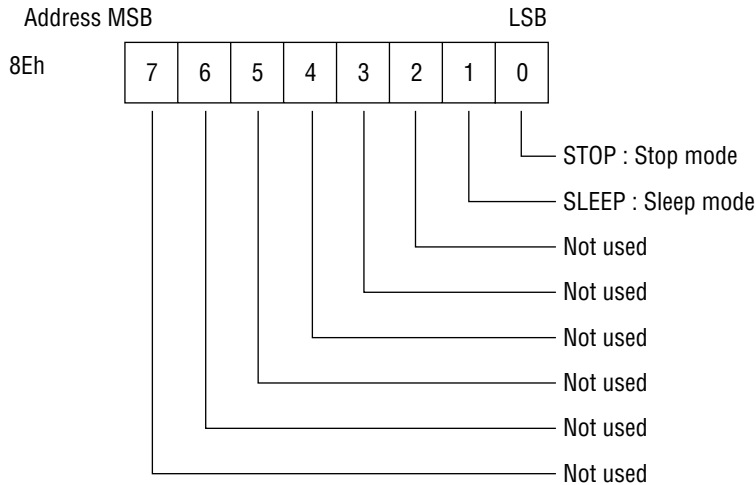 Address MSB LSB
8Eh 7 6 5 4 3 2 1 0
STOP : Stop mode
SLEEP : Sleep mode
Not used
Not used
Not used
Not used
Not used
Not used